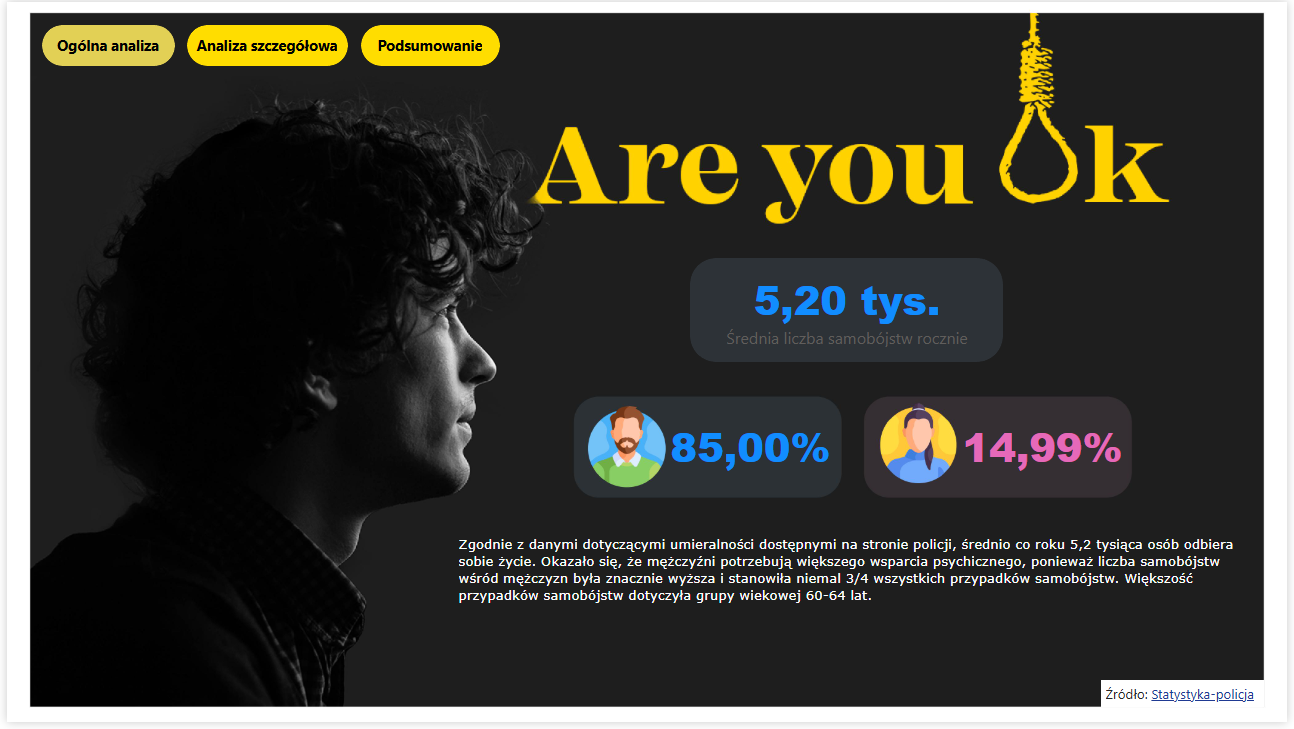 Ogólna analiza
Analiza szczegółowa
Podsumowanie
Are you Ok
5,20 tys.
Średnia liczba samobójstw rocznie
85,00%
14,99%
Zgodnie z danymi dotyczącymi umieralności dostępnymi na stronie policji, średnio co roku 5,2 tysiąca osób odbiera
sobie życie. Okazało się, że mężczyźni potrzebują większego wsparcia psychicznego, ponieważ liczba samobójstw
wśród mężczyzn była znacznie wyższa i stanowiła niemal 3/4 wszystkich przypadków samobójstw. Większość
przypadków samobójstw dotyczyła grupy wiekowej 60-64 lat.
Źródło: Statystyka-policja